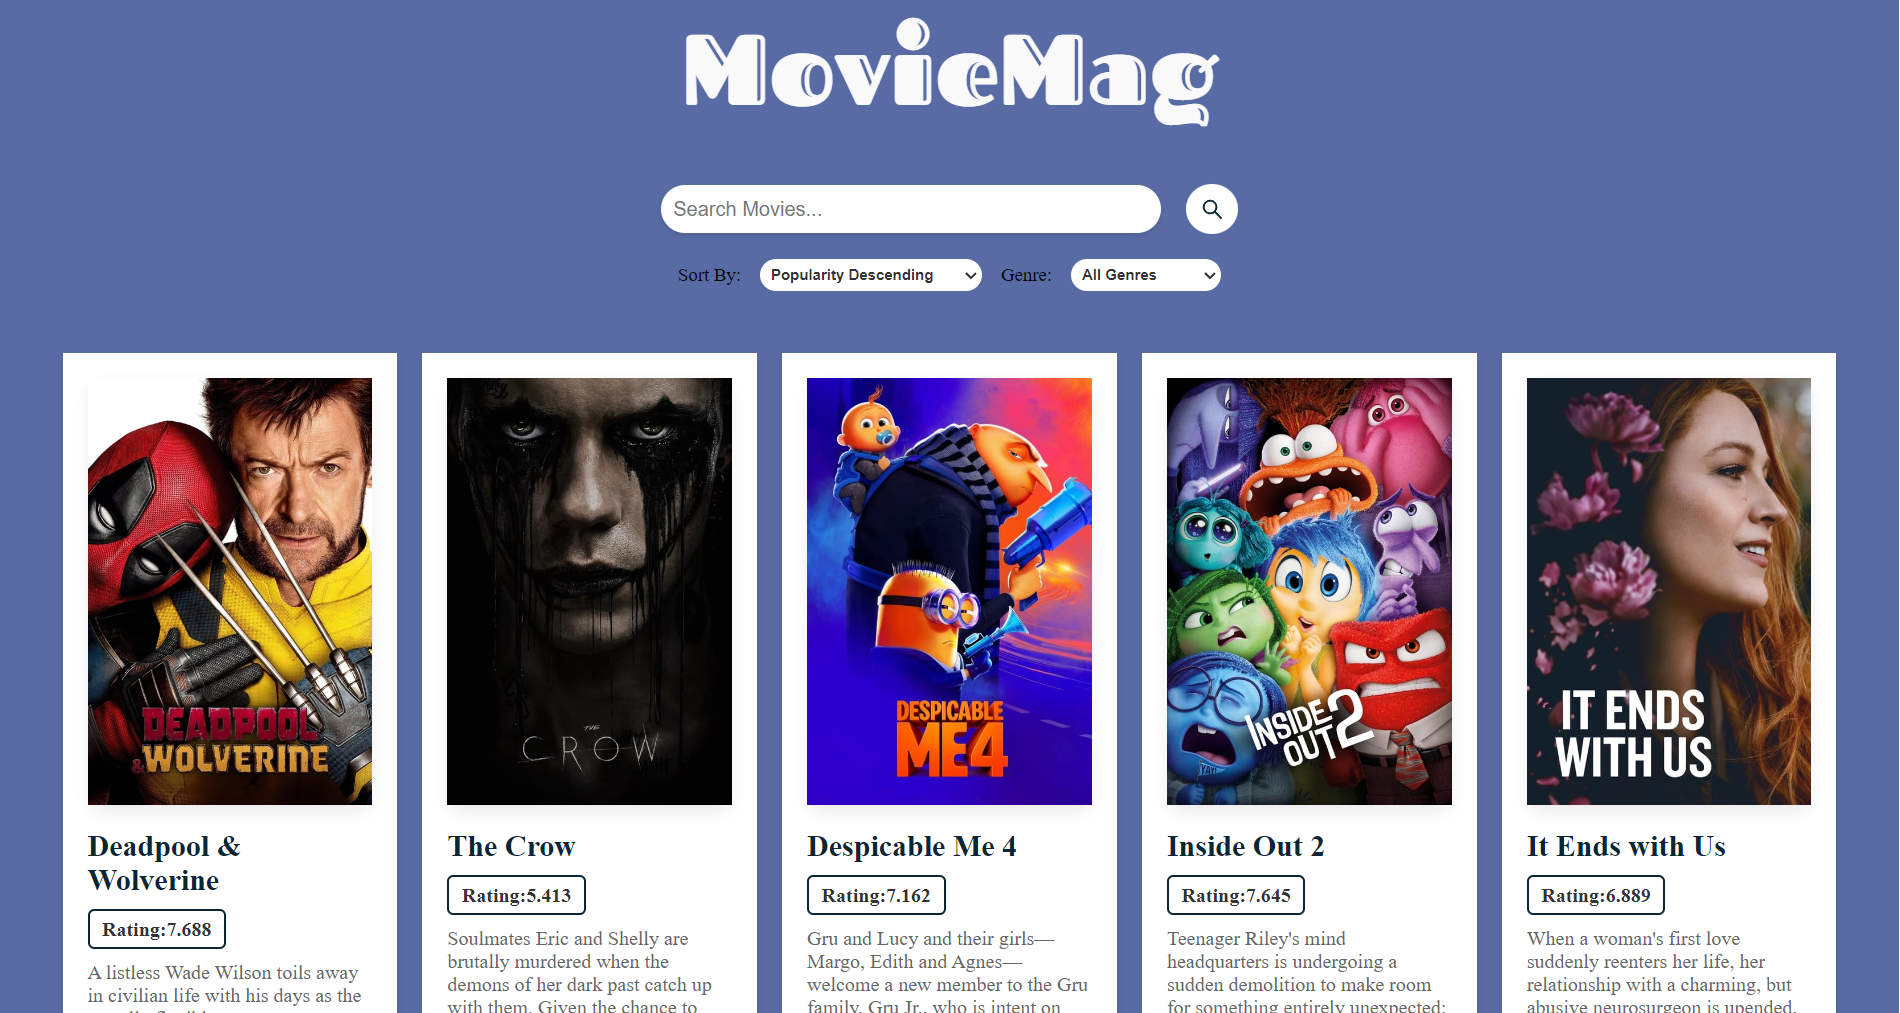 MovieMag
Search Movies...
Sort By: Popularity Descending Genre: All Genres
DEADPOOL
& WOLVERINE
THE
CROW
DESPICABLE
ME4
INSIDE
OUT 2
YAY!
IT ENDS
WITH US
Deadpool &
Wolverine
Rating:7.688
A listless Wade Wilson toils away
in civilian life with his days as the
The Crow
Rating:5.413
Soulmates Eric and Shelly are
brutally murdered when the
demons of her dark past catch up
with them. Given the chance to
Despicable Me 4
Rating:7.162
Gru and Lucy and their girls—
Margo, Edith and Agnes—
welcome a new member to the Gru
family, Gru Jr., who is intent on
Inside Out 2
Rating:7.645
Teenager Riley's mind
headquarters is undergoing a
sudden demolition to make room
for something entirely unexpected:
It Ends with Us
Rating:6.889
When a woman's first love
suddenly reenters her life, her
relationship with a charming, but
abusive neurosurgeon is upended,